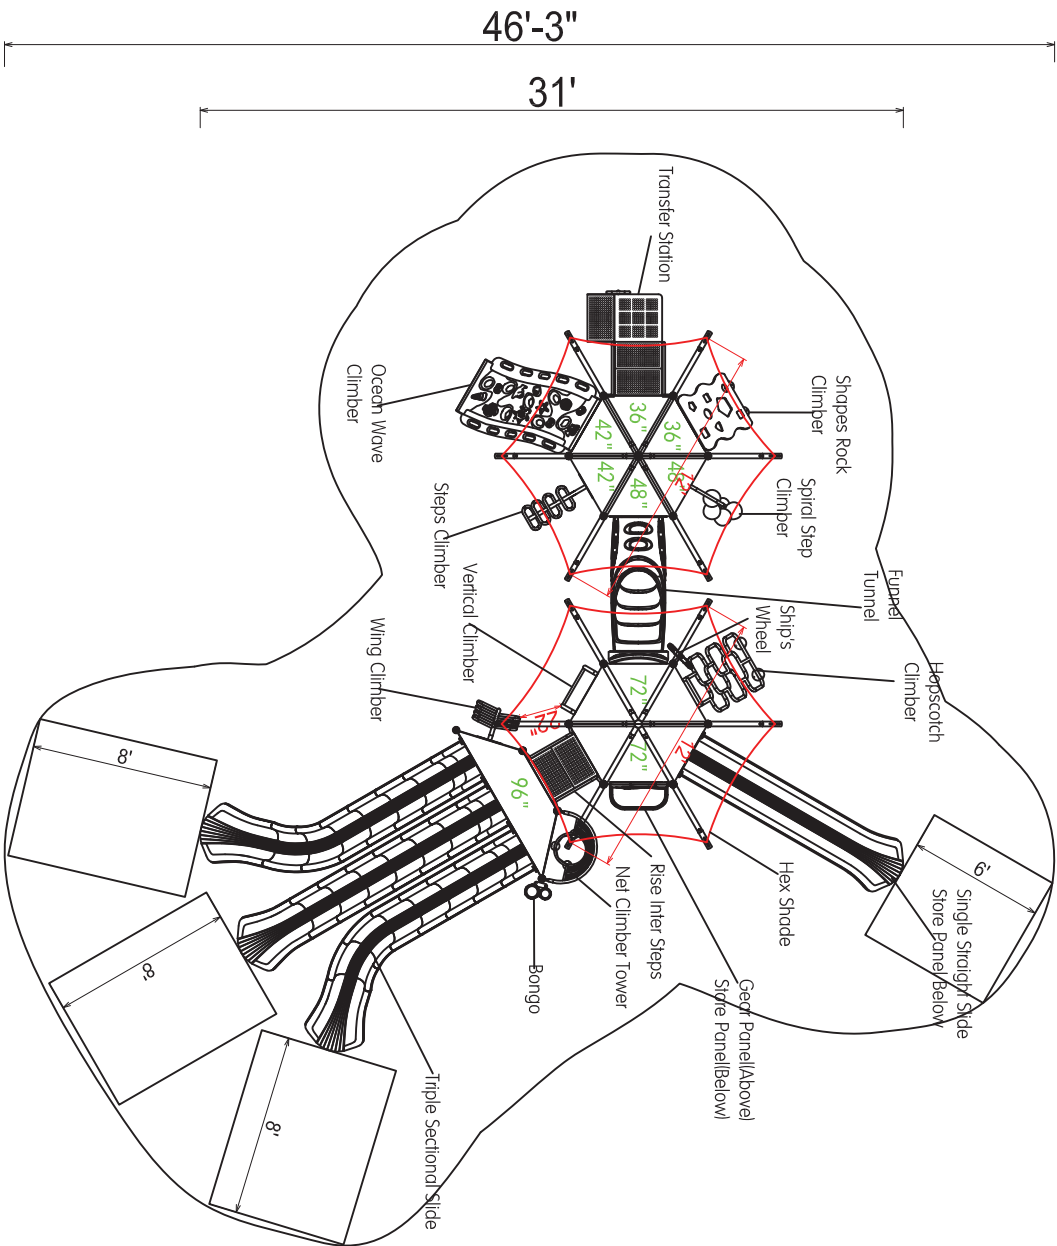 46'-3"
31'
Transfer Station
Ocean Wave
Climber
Shapes Rock
Climber
36"
36"
42"
42"
48"
48"
12'
Spiral Step
Climber
Steps Climber
Funnel
Tunnel
Vertical Climber
Ship's
Wheel
Wing Climber
Hopscotch
Climber
72"
72"
22"
12'
96"
8'
8'
8'
6'
Hex Shade
Rise Inter Steps
Net Climber Tower
Bongo
Single Straight Slide
Store Panel Below
Gear Panel(Above)
Store Panel(Below)
Triple Sectional Slide